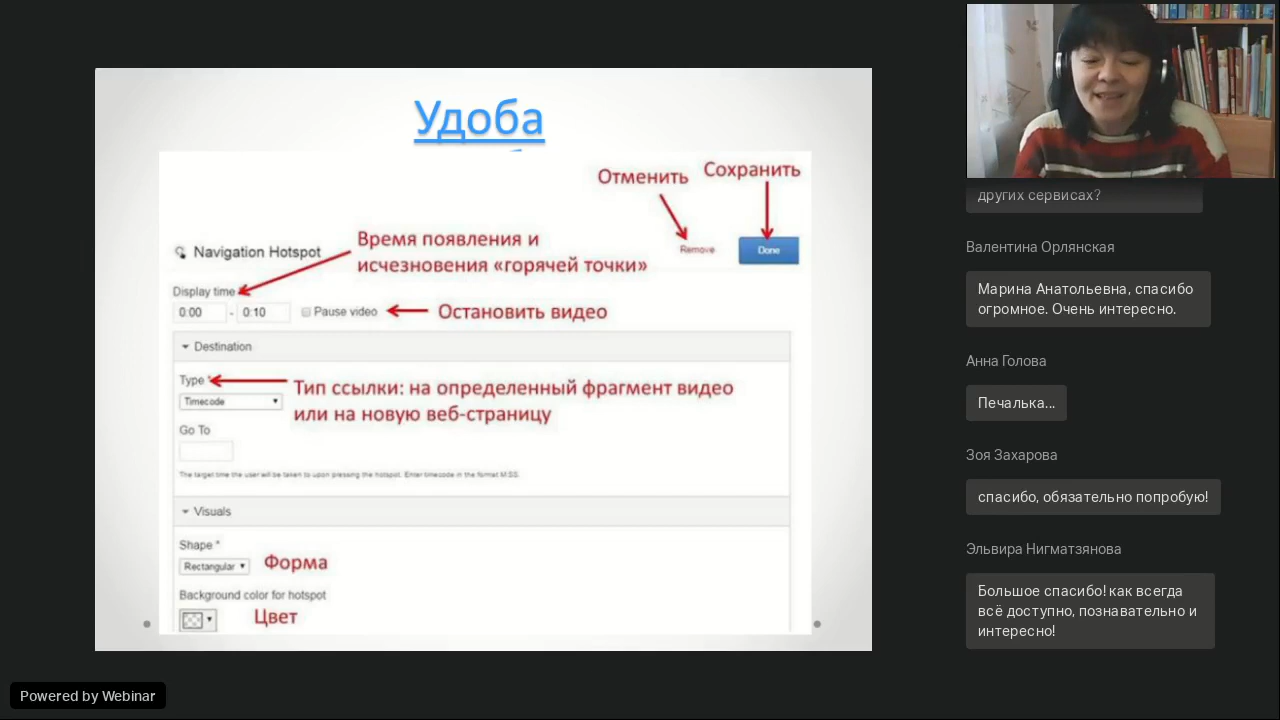 Удоба
Отменить
Сохранить
Navigation Hotspot
Время появления и
исчезновения «горячей точки»
Remove
Done
Display time *
0:00 - 0:10
Pause video
Остановить видео
Destination
Type *
Timecode
Тип ссылки: на определенный фрагмент видео
или на новую веб-страницу
Go To
The target time the user will be taken to upon pressing the hotspot. Enter timecode in the format M:SS.
Visuals
Shape *
Rectangular
Форма
Background color for hotspot
Цвет
других сервисах?
Валентина Орлянская
Марина Анатольевна, спасибо
огромное. Очень интересно.
Анна Голова
Печалька...
Зоя Захарова
спасибо, обязательно попробую!
Эльвира Нигматзянова
Большое спасибо! как всегда
всё доступно, познавательно и
интересно!
Powered by Webinar